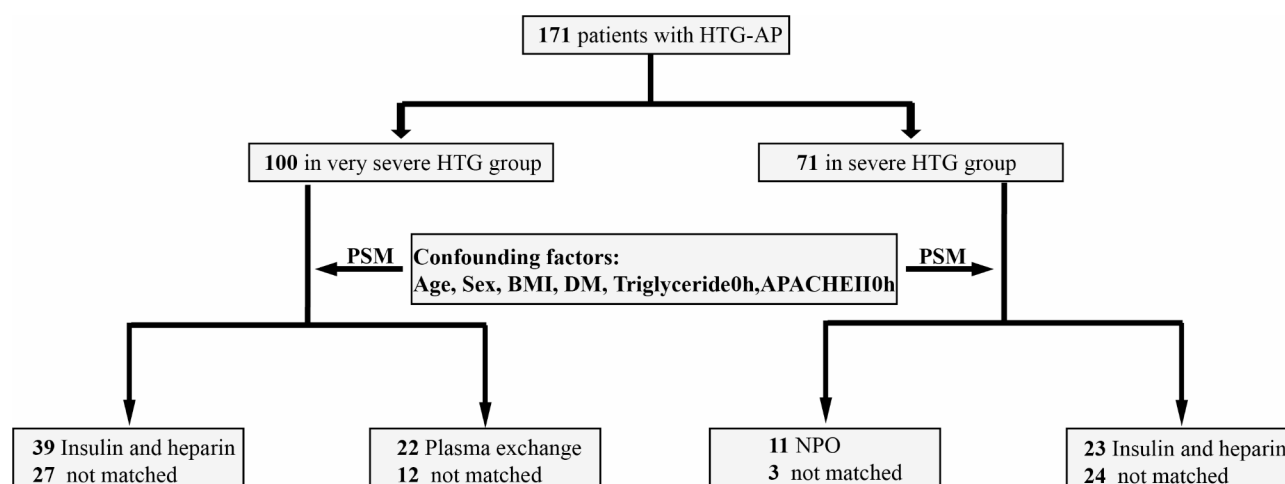 171 patients with HTG-AP
100 in very severe HTG group
71 in severe HTG group
PSM
Confounding factors:
Age, Sex, BMI, DM, Triglyceride0h,APACHEII0h
PSM
39 Insulin and heparin
27 not matched
22 Plasma exchange
12 not matched
11 NPO
3 not matched
23 Insulin and heparin
24 not matched